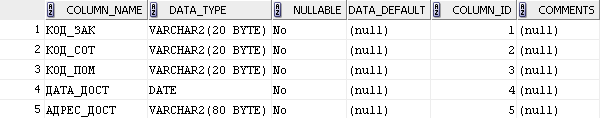 COLUMN_NAME DATA_TYPE NULLABLE DATA_DEFAULT COLUMN_ID COMMENTS
1 КОД_ЗАК VARCHAR2(20 BYTE) No (null) 1 (null)
2 КОД_СОТ VARCHAR2(20 BYTE) No (null) 2 (null)
3 КОД_ПОМ VARCHAR2(20 BYTE) No (null) 3 (null)
4 ДАТА_ДОСТ DATE No (null) 4 (null)
5 АДРЕС_ДОСТ VARCHAR2(80 BYTE) No (null) 5 (null)